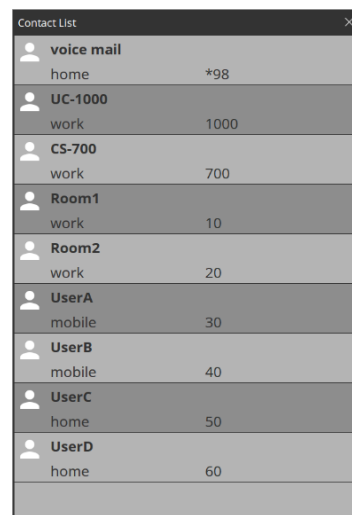 Contact List
voice mail
home *98
UC-1000
work 1000
CS-700
work 700
Room1
work 10
Room2
work 20
UserA
mobile 30
UserB
mobile 40
UserC
home 50
UserD
home 60